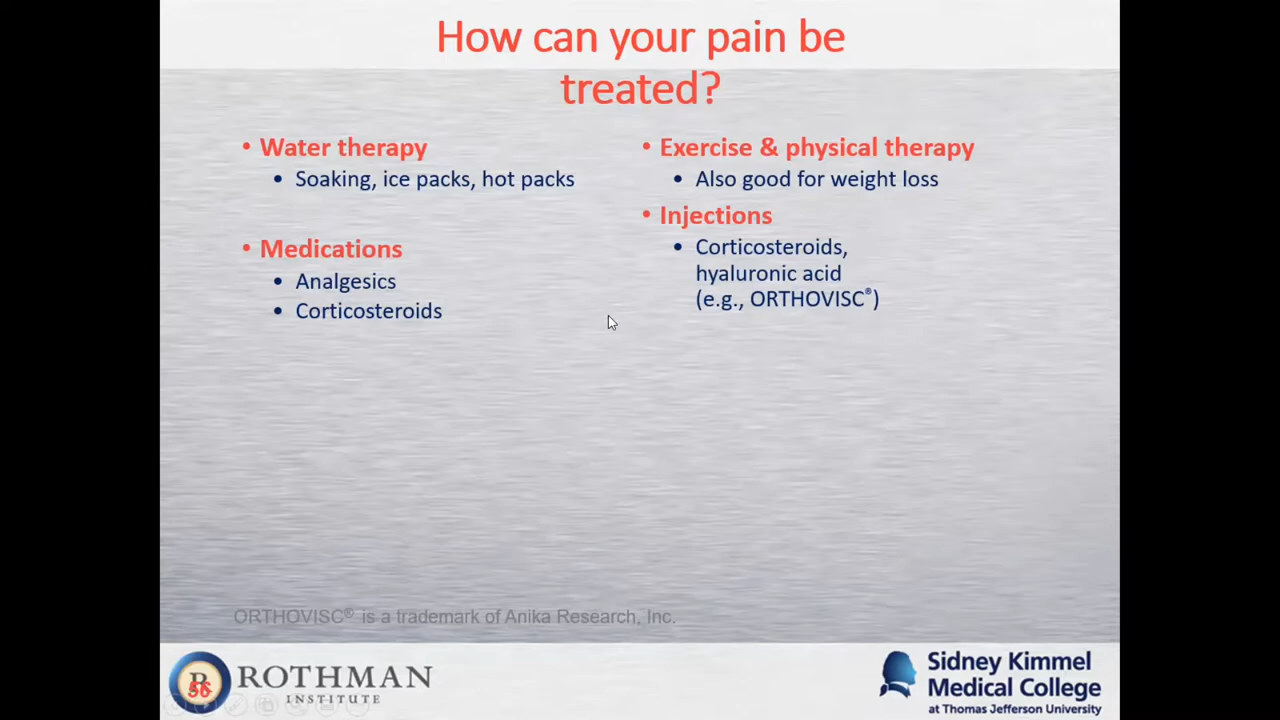 How can your pain be
treated?
• Water therapy
• Soaking, ice packs, hot packs
• Medications
• Analgesics
• Corticosteroids
• Exercise & physical therapy
• Also good for weight loss
• Injections
• Corticosteroids,
hyaluronic acid
(e.g., ORTHOVISC®)
ORTHOVISC® is a trademark of Anika Research, Inc.
R
56
ROTHMAN
INSTITUTE
Sidney Kimmel
Medical College
at Thomas Jefferson University